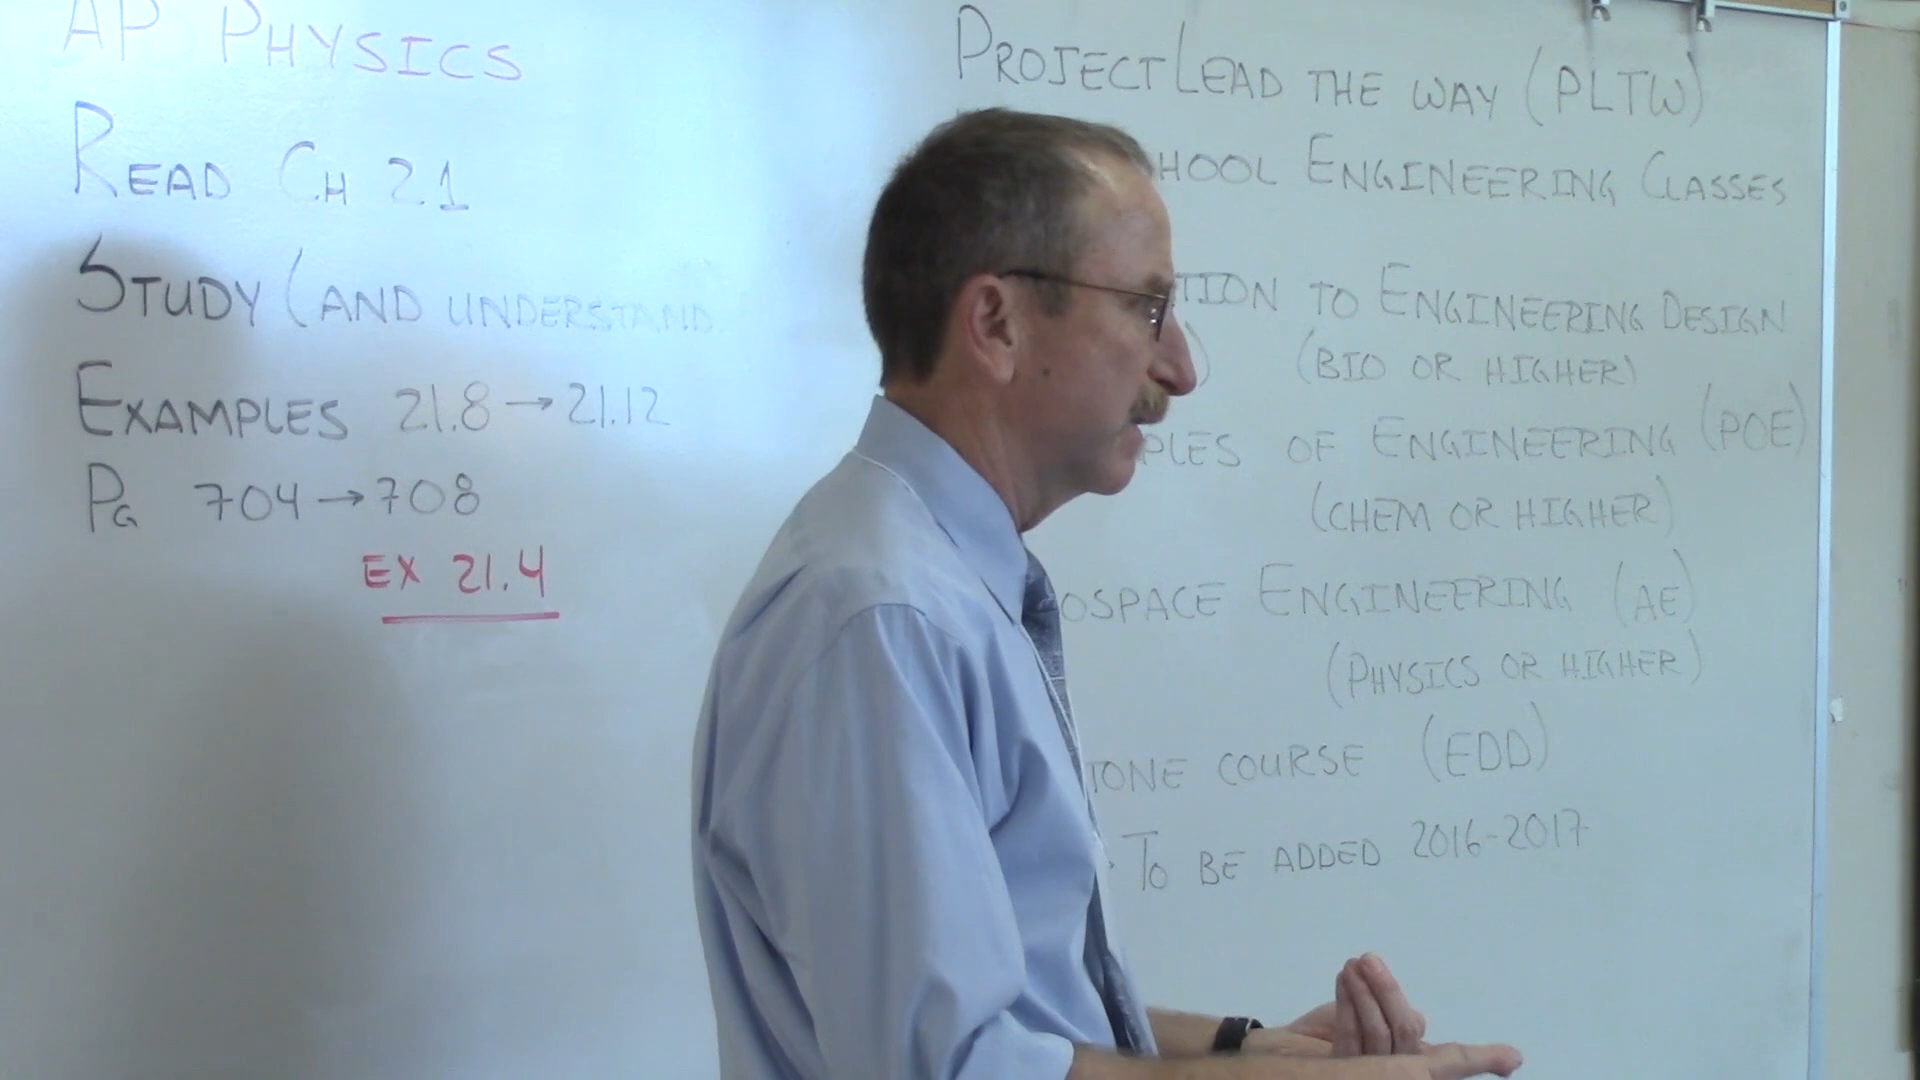 AP PHYSICS
READ CH 21
STUDY (AND UNDERSTAND
EXAMPLES 21.8 → 21.12
PG 704 → 708
EX 21.4
PROJECT LEAD THE WAY (PLTW)
HOOL ENGINEERING CLASSES
TION TO ENGINEERING DESIGN
) (BIO OR HIGHER)
PLES OF ENGINEERING (POE)
(CHEM OR HIGHER)
OSPACE ENGINEERING (AE)
(PHYSICS OR HIGHER)
TONE COURSE (EDD)
TO BE ADDED 2016-2017